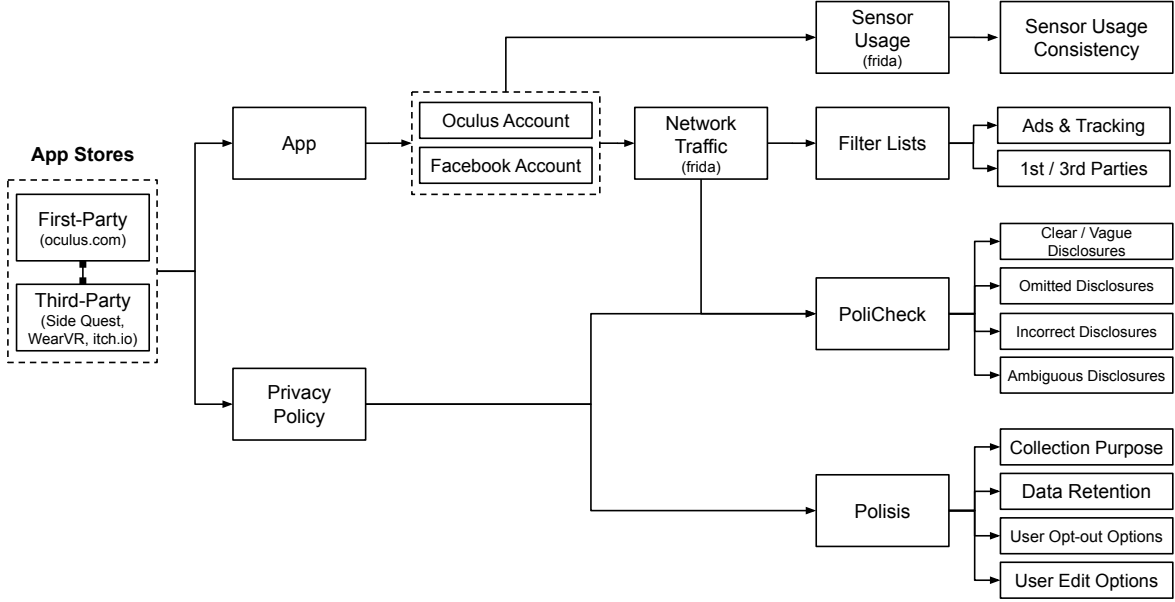 App Stores
First-Party
(oculus.com)
Third-Party
(Side Quest,
WearVR, itch.io)
App
Privacy
Policy
Oculus Account
Facebook Account
Sensor
Usage
(frida)
Sensor Usage
Consistency
Network
Traffic
(frida)
Filter Lists
Ads & Tracking
1st / 3rd Parties
PoliCheck
Clear / Vague
Disclosures
Omitted Disclosures
Incorrect Disclosures
Ambiguous Disclosures
Polisis
Collection Purpose
Data Retention
User Opt-out Options
User Edit Options